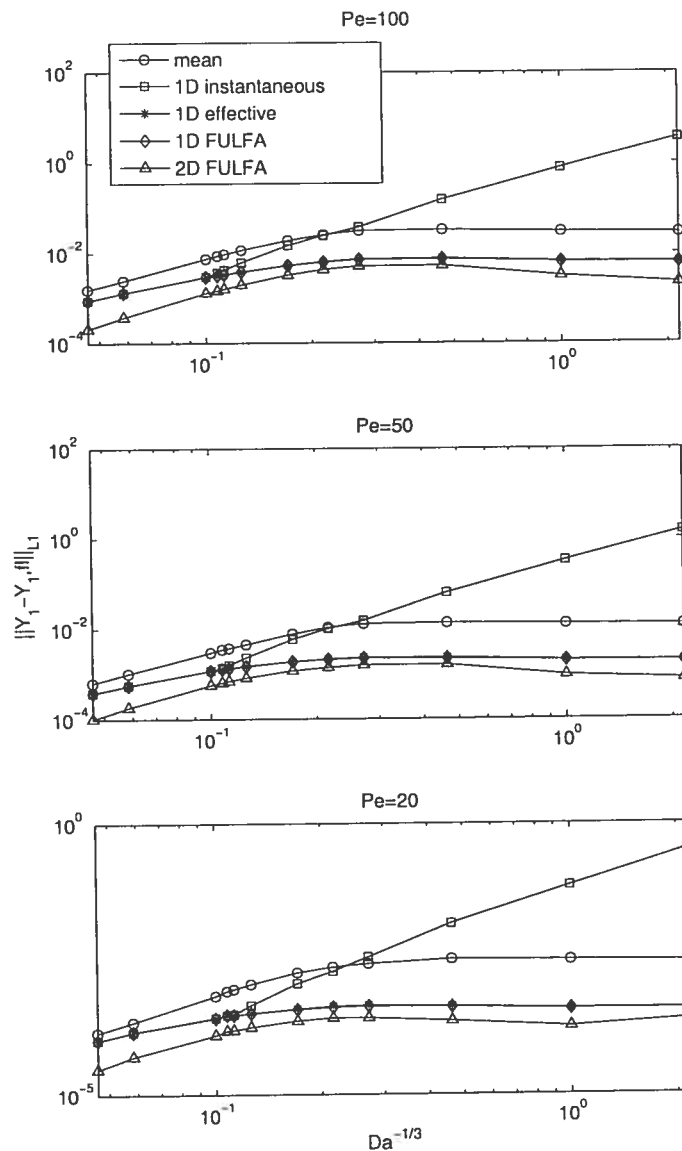 Pe=100
10^2
10^0
10^-2
10^-4
mean
1D instantaneous
1D effective
1D FULFA
2D FULFA
10^-1
10^0
Pe=50
||Y_1-Y_1,fl||_L1
10^2
10^0
10^-2
10^-4
10^-1
10^0
Pe=20
10^0
10^-5
10^-1
10^0
Da^-1/3